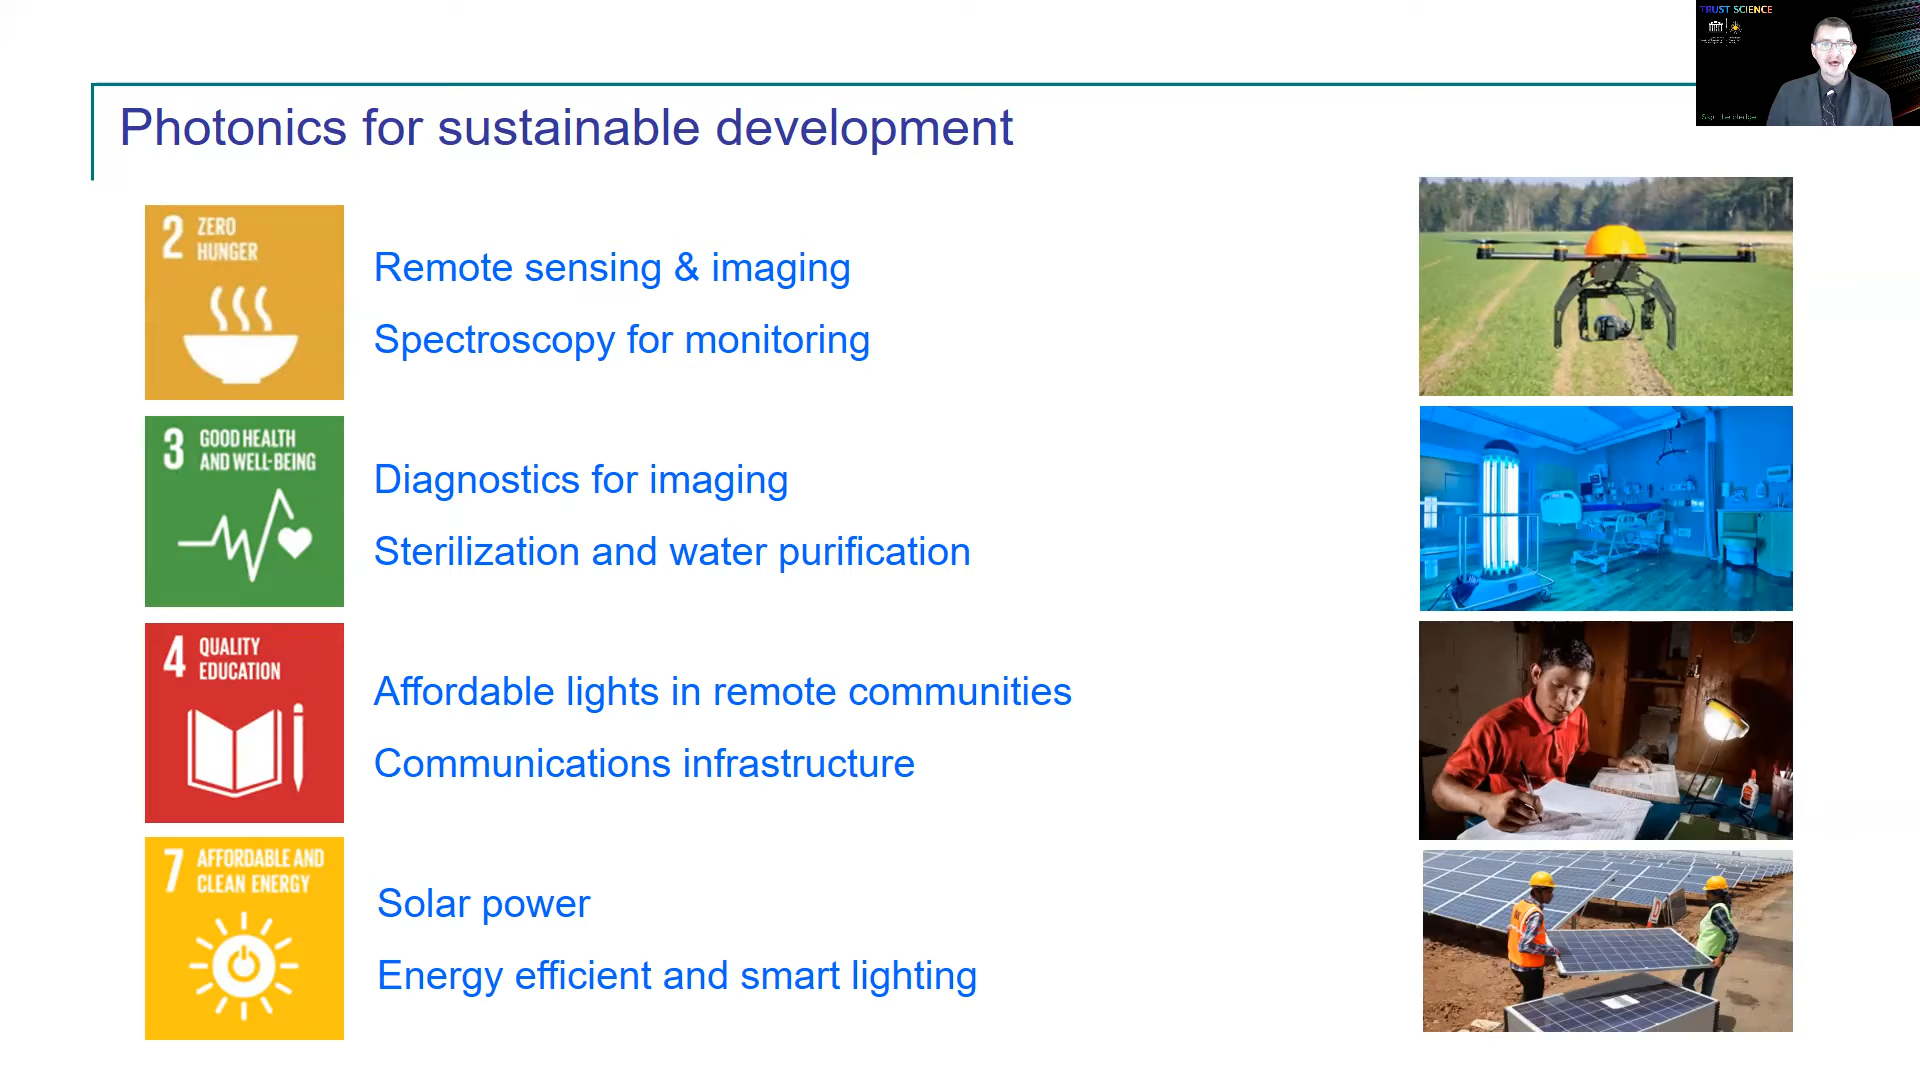 TRUST SCIENCE
Photonics for sustainable development
2 ZERO
HUNGER
Remote sensing & imaging
Spectroscopy for monitoring
3 GOOD HEALTH
AND WELL-BEING
Diagnostics for imaging
Sterilization and water purification
4 QUALITY
EDUCATION
Affordable lights in remote communities
Communications infrastructure
7 AFFORDABLE AND
CLEAN ENERGY
Solar power
Energy efficient and smart lighting